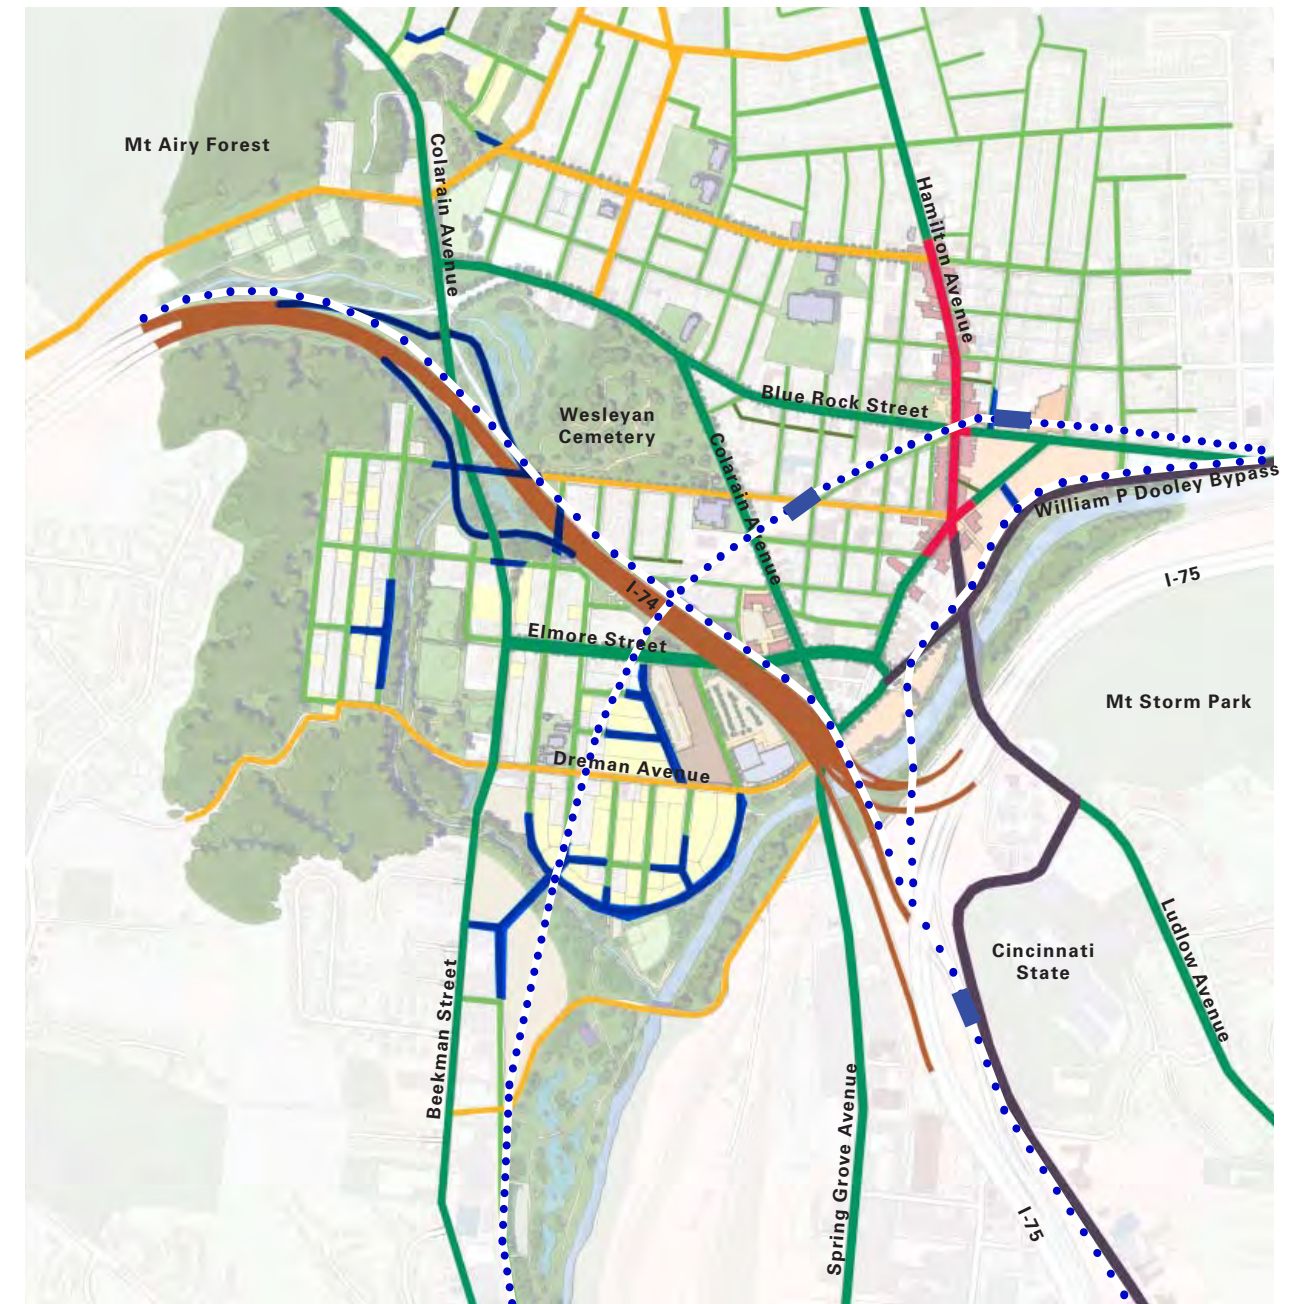 Mt Airy Forest
Colarain Avenue
Hamilton Avenue
Blue Rock Street
Wesleyan
Cemetery
Colarain Avenue
William P Dooley Bypass
I-75
I-74
Elmore Street
Mt Storm Park
Dreman Avenue
Ludlow Avenue
Cincinnati
State
Beekman Street
Spring Grove Avenue
I-75